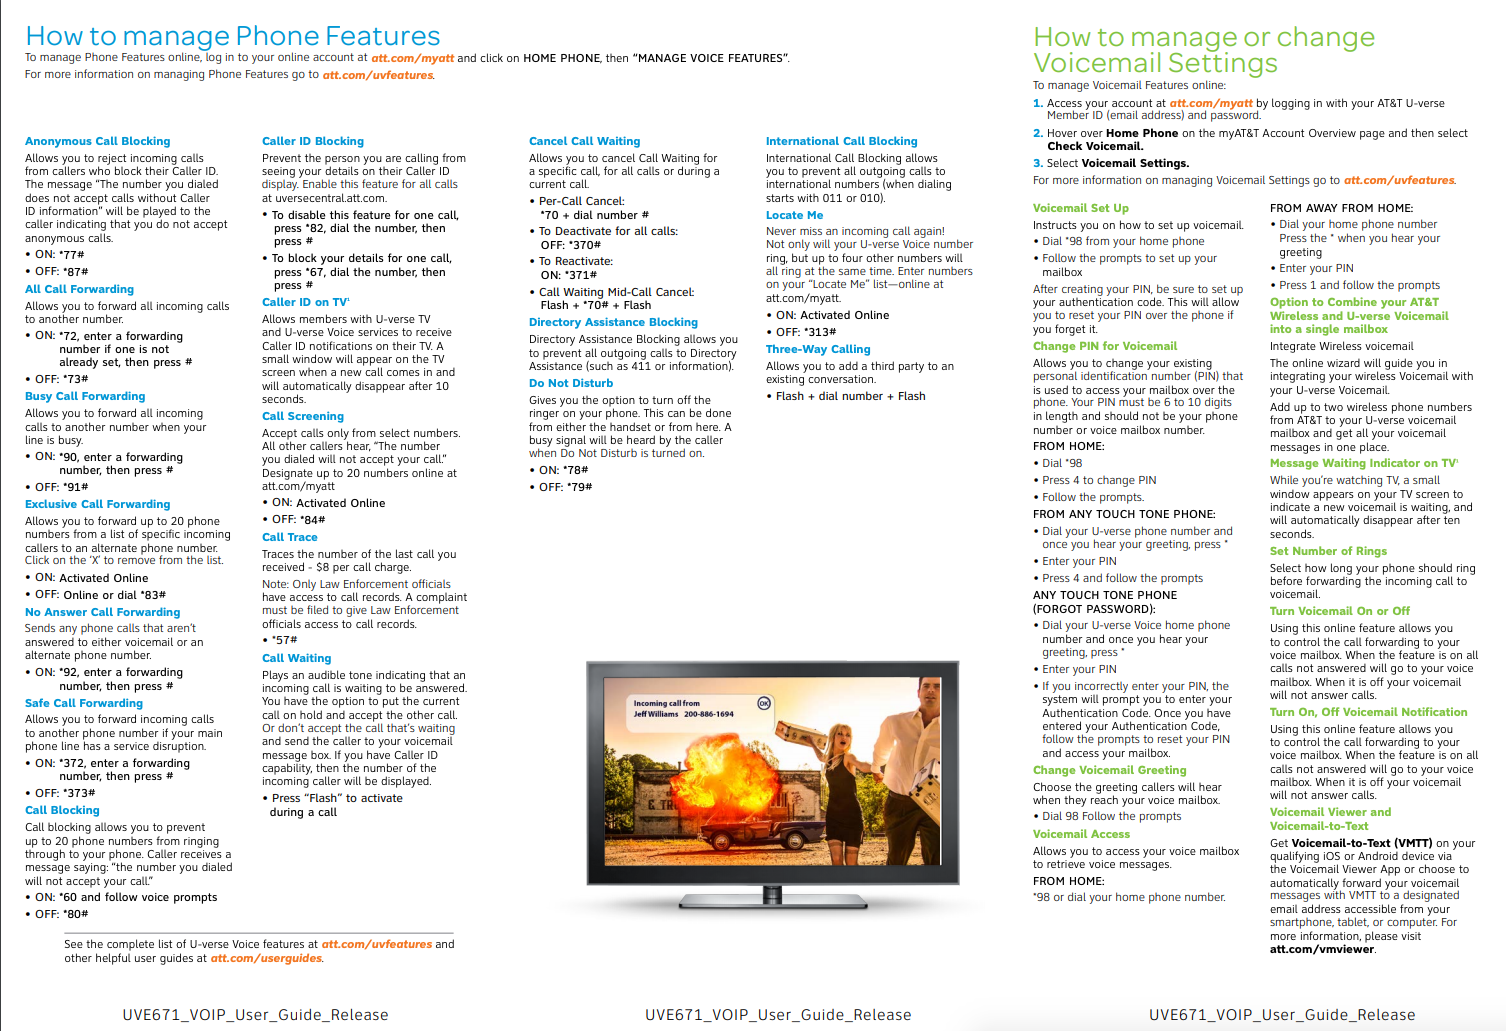 How to manage Phone Features
To manage Phone Features online, log in to your online account at att.com/myatt and click on HOME PHONE, then “MANAGE VOICE FEATURES”.
For more information on managing Phone Features go to att.com/uvfeatures.
Anonymous Call Blocking
Allows you to reject incoming calls
from callers who block their Caller ID.
The message “The number you dialed
does not accept calls without Caller
ID information” will be played to the
caller indicating that you do not accept
anonymous calls.
• ON: *77#
• OFF: *87#
All Call Forwarding
Allows you to forward all incoming calls
to another number.
• ON: *72, enter a forwarding
number if one is not
already set, then press #
• OFF: *73#
Busy Call Forwarding
Allows you to forward all incoming
calls to another number when your
line is busy.
• ON: *90, enter a forwarding
number, then press #
• OFF: *91#
Exclusive Call Forwarding
Allows you to forward up to 20 phone
numbers from a list of specific incoming
callers to an alternate phone number.
Click on the ‘X’ to remove from the list.
• ON: Activated Online
• OFF: Online or dial *83#
No Answer Call Forwarding
Sends any phone calls that aren’t
answered to either voicemail or an
alternate phone number.
• ON: *92, enter a forwarding
number, then press #
Safe Call Forwarding
Allows you to forward incoming calls
to another phone number if your main
phone line has a service disruption.
• ON: *372, enter a forwarding
number, then press #
• OFF: *373#
Call Blocking
Call blocking allows you to prevent
up to 20 phone numbers from ringing
through to your phone. Caller receives a
message saying: “the number you dialed
will not accept your call.”
• ON: *60 and follow voice prompts
• OFF: *80#
Caller ID Blocking
Prevent the person you are calling from
seeing your details on their Caller ID
display. Enable this feature for all calls
at uversecentral.att.com.
• To disable this feature for one call,
press *82, dial the number, then
press #
• To block your details for one call,
press *67, dial the number, then
press #
Caller ID on TV¹
Allows members with U-verse TV
and U-verse Voice services to receive
Caller ID notifications on their TV. A
small window will appear on the TV
screen when a new call comes in and
will automatically disappear after 10
seconds.
Call Screening
Accept calls only from select numbers.
All other callers hear, “The number
you dialed will not accept your call.”
Designate up to 20 numbers online at
att.com/myatt
• ON: Activated Online
• OFF: *84#
Call Trace
Traces the number of the last call you
received - $8 per call charge.
Note: Only Law Enforcement officials
have access to call records. A complaint
must be filed to give Law Enforcement
officials access to call records.
• *57#
Call Waiting
Plays an audible tone indicating that an
incoming call is waiting to be answered.
You have the option to put the current
call on hold and accept the other call.
Or don’t accept the call that’s waiting
and send the caller to your voicemail
message box. If you have Caller ID
capability, then the number of the
incoming caller will be displayed.
• Press “Flash” to activate
during a call
See the complete list of U-verse Voice features at att.com/uvfeatures and
other helpful user guides at att.com/userguides.
Cancel Call Waiting
Allows you to cancel Call Waiting for
a specific call, for all calls or during a
current call.
• Per-Call Cancel:
*70 + dial number #
• To Deactivate for all calls:
OFF: *370#
• To Reactivate:
ON: *371#
• Call Waiting Mid-Call Cancel:
Flash + *70# + Flash
Directory Assistance Blocking
Directory Assistance Blocking allows you
to prevent all outgoing calls to Directory
Assistance (such as 411 or information).
Do Not Disturb
Gives you the option to turn off the
ringer on your phone. This can be done
from either the handset or from here. A
busy signal will be heard by the caller
when Do Not Disturb is turned on.
• ON: *78#
• OFF: *79#
International Call Blocking
International Call Blocking allows
you to prevent all outgoing calls to
international numbers (when dialing
starts with 011 or 010).
Locate Me
Never miss an incoming call again!
Not only will your U-verse Voice number
ring, but up to four other numbers will
all ring at the same time. Enter numbers
on your “Locate Me” list—online at
att.com/myatt.
• ON: Activated Online
• OFF: *313#
Three-Way Calling
Allows you to add a third party to an
existing conversation.
• Flash + dial number + Flash
Incoming call from
Jeff Williams 200-886-1694
OK
How to manage or change
Voicemail Settings
To manage Voicemail Features online:
1. Access your account at att.com/myatt by logging in with your AT&T U-verse
Member ID (email address) and password.
2. Hover over Home Phone on the myAT&T Account Overview page and then select
Check Voicemail.
3. Select Voicemail Settings.
For more information on managing Voicemail Settings go to att.com/uvfeatures.
Voicemail Set Up
Instructs you on how to set up voicemail.
• Dial *98 from your home phone
• Follow the prompts to set up your
mailbox
After creating your PIN, be sure to set up
your authentication code. This will allow
you to reset your PIN over the phone if
you forget it.
Change PIN for Voicemail
Allows you to change your existing
personal identification number (PIN) that
is used to access your mailbox over the
phone. Your PIN must be 6 to 10 digits
in length and should not be your phone
number or voice mailbox number.
FROM HOME:
• Dial *98
• Press 4 to change PIN
• Follow the prompts.
FROM ANY TOUCH TONE PHONE:
• Dial your U-verse phone number and
once you hear your greeting, press *
• Enter your PIN
• Press 4 and follow the prompts
ANY TOUCH TONE PHONE
(FORGOT PASSWORD):
• Dial your U-verse Voice home phone
number and once you hear your
greeting, press *
• Enter your PIN
• If you incorrectly enter your PIN, the
system will prompt you to enter your
Authentication Code. Once you have
entered your Authentication Code,
follow the prompts to reset your PIN
and access your mailbox.
Change Voicemail Greeting
Choose the greeting callers will hear
when they reach your voice mailbox.
• Dial 98 Follow the prompts
Voicemail Access
Allows you to access your voice mailbox
to retrieve voice messages.
FROM HOME:
*98 or dial your home phone number.
FROM AWAY FROM HOME:
• Dial your home phone number
Press the * when you hear your
greeting
• Enter your PIN
• Press 1 and follow the prompts
Option to Combine your AT&T
Wireless and U-verse Voicemail
into a single mailbox
Integrate Wireless voicemail
The online wizard will guide you in
integrating your wireless Voicemail with
your U-verse Voicemail.
Add up to two wireless phone numbers
from AT&T to your U-verse voicemail
mailbox and get all your voicemail
messages in one place.
Message Waiting Indicator on TV¹
While you’re watching TV, a small
window appears on your TV screen to
indicate a new voicemail is waiting, and
will automatically disappear after ten
seconds.
Set Number of Rings
Select how long your phone should ring
before forwarding the incoming call to
voicemail.
Turn Voicemail On or Off
Using this online feature allows you
to control the call forwarding to your
voice mailbox. When the feature is on all
calls not answered will go to your voice
mailbox. When it is off your voicemail
will not answer calls.
Turn On, Off Voicemail Notification
Using this online feature allows you
to control the call forwarding to your
voice mailbox. When the feature is on all
calls not answered will go to your voice
mailbox. When it is off your voicemail
will not answer calls.
Voicemail Viewer and
Voicemail-to-Text
Get Voicemail-to-Text (VMTT) on your
qualifying iOS or Android device via
the Voicemail Viewer App or choose to
automatically forward your voicemail
messages with VMTT to a designated
email address accessible from your
smartphone, tablet, or computer. For
more information, please visit
att.com/vmviewer.
UVE671_VOIP_User_Guide_Release
UVE671_VOIP_User_Guide_Release
UVE671_VOIP_User_Guide_Release